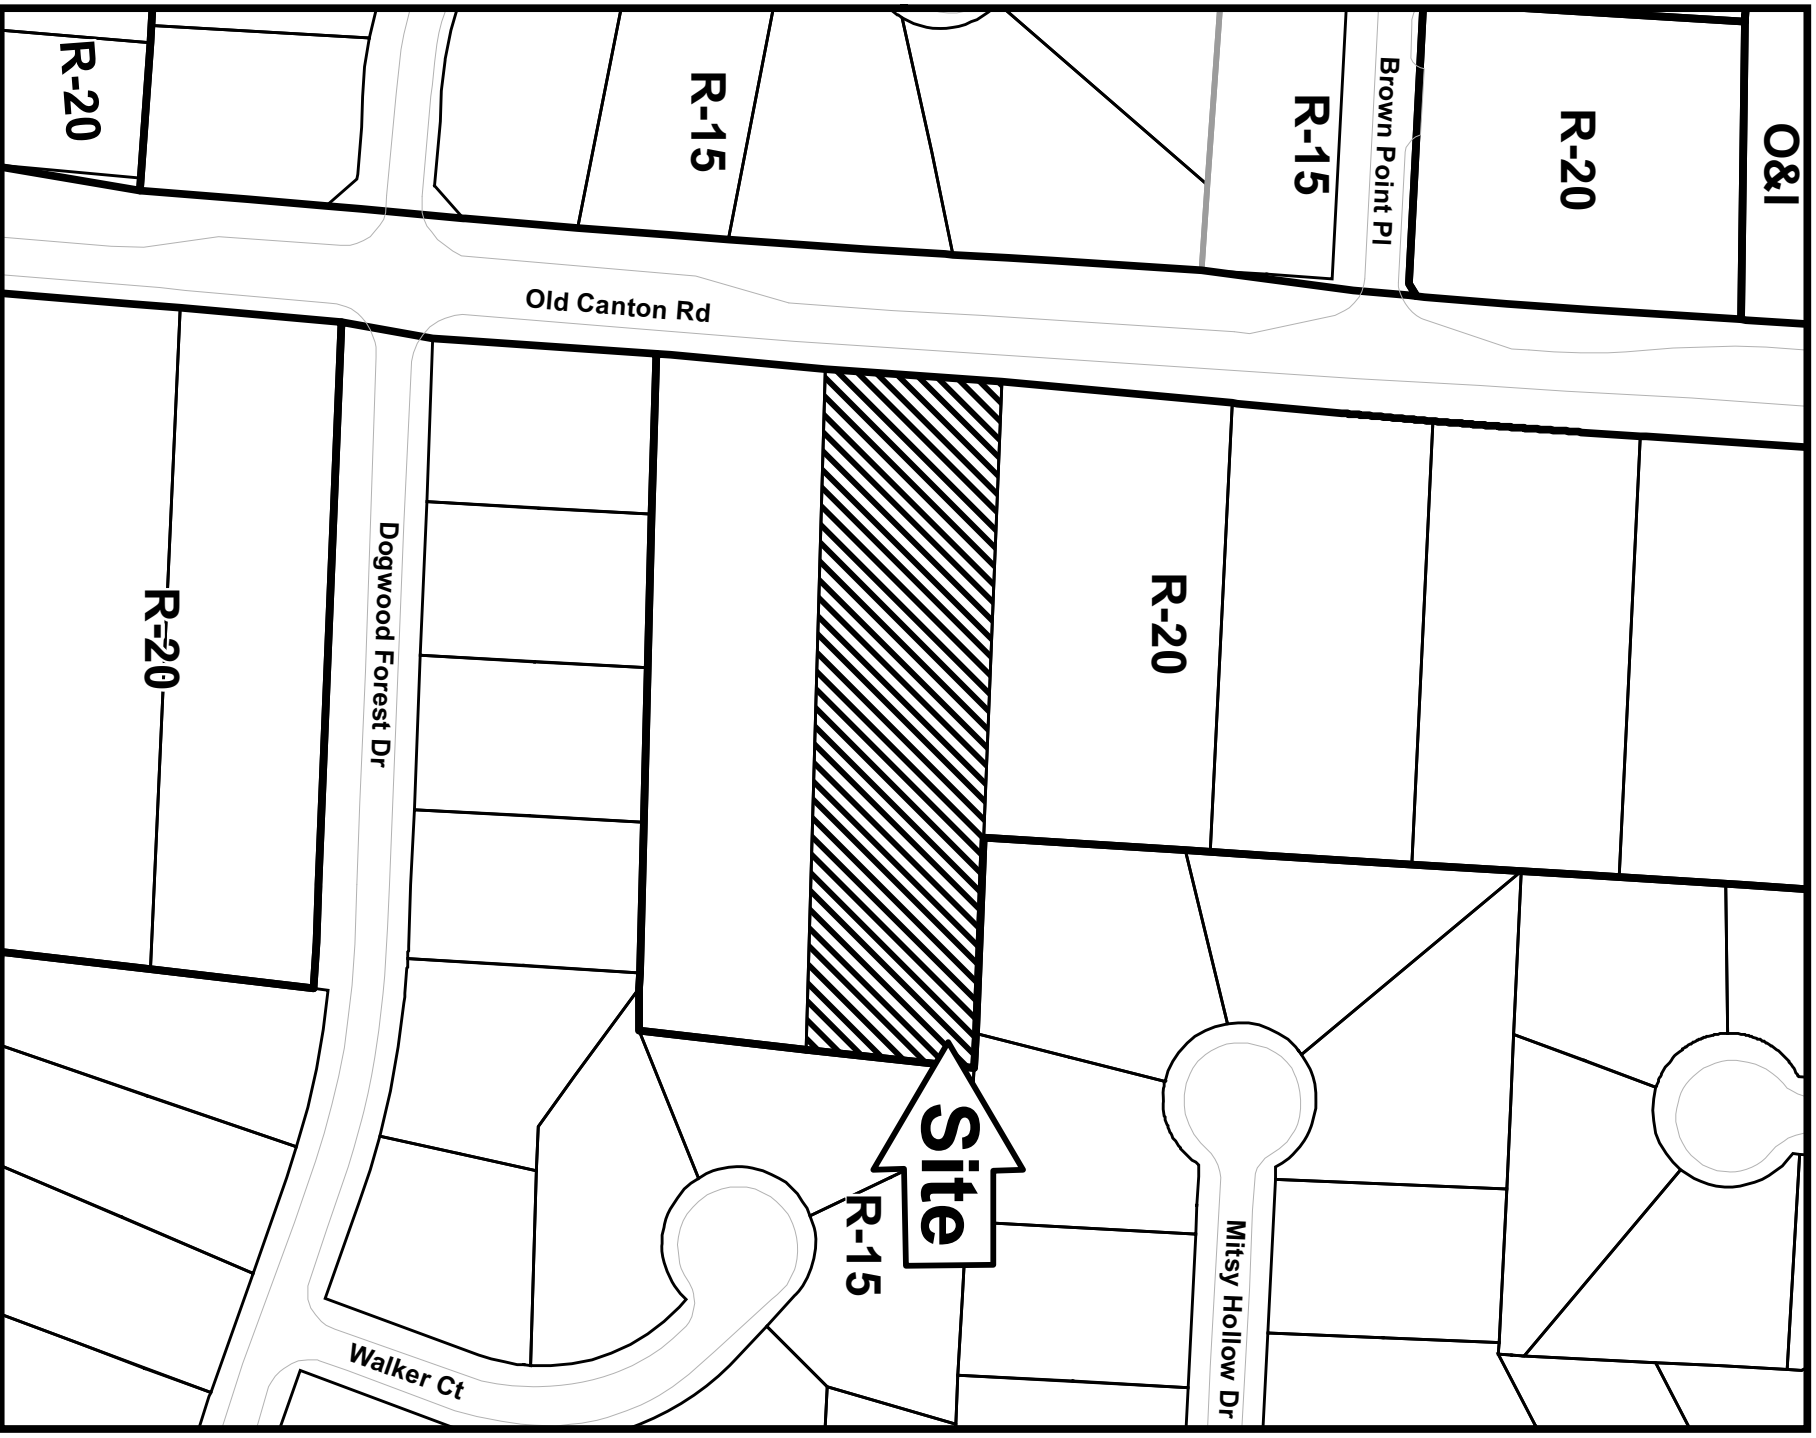 R-20
R-15
R-15
Brown Point Pl
R-20
O&I
Old Canton Rd
Dogwood Forest Dr
R-20
R-20
Site
R-15
Mitsy Hollow Dr
Walker Ct